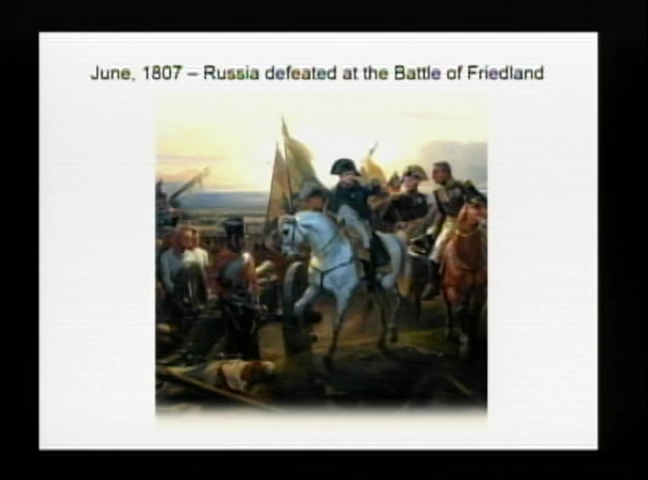 June, 1807 – Russia defeated at the Battle of Friedland